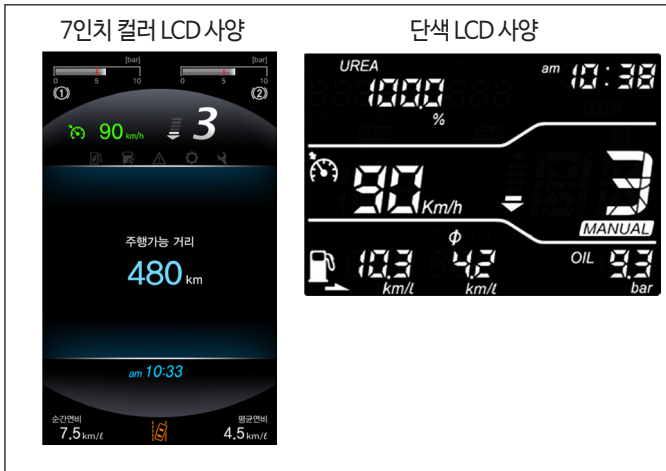 7인치 컬러 LCD 사양
단색 LCD 사양
[bar]
[bar]
0 5 10
0 5 10
(1)
(2)
90 km/h
3
주행가능 거리
480 km
am 10:33
순간연비
7.5 km/ℓ
평균연비
4.5 km/ℓ
UREA
100.0
%
am 10:38
90 Km/h
3
MANUAL
10.3
km/ℓ
Φ
4.2
km/ℓ
OIL
9.3
bar